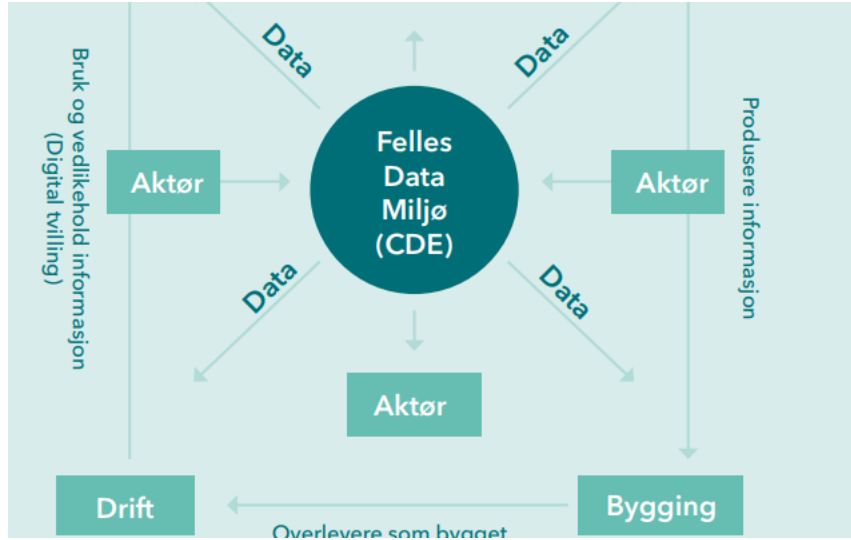 Data
Data
Bruk og vedlikehold informasjon
(Digital tvilling)
Felles
Data
Miljø
(CDE)
Produsere informasjon
Aktør
Aktør
Data
Data
Aktør
Drift
Bygging
Overlevere som bygget